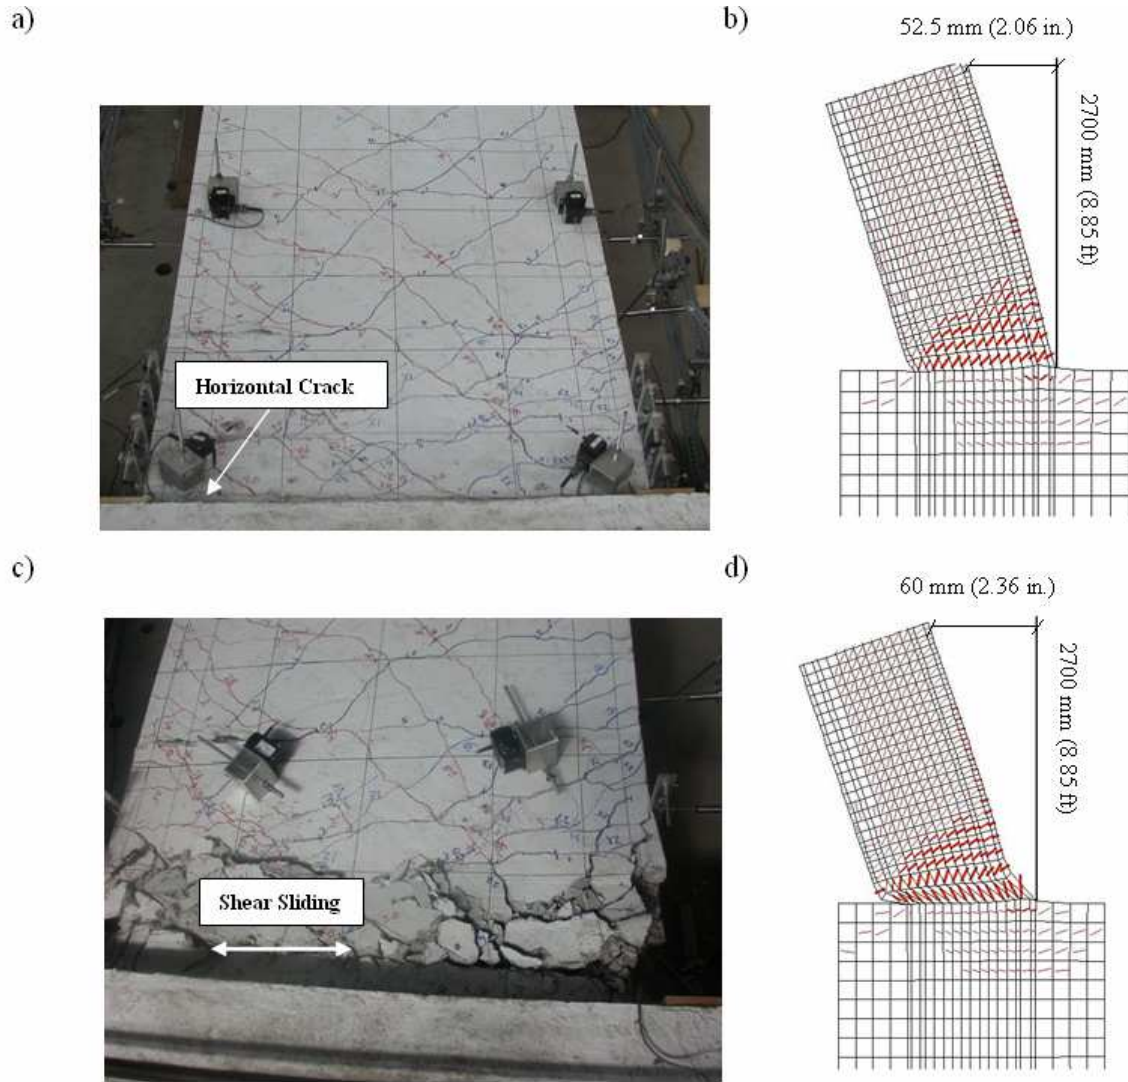 a)
b)
52.5 mm (2.06 in.)
2700 mm (8.85 ft)
Horizontal Crack
c)
d)
60 mm (2.36 in.)
2700 mm (8.85 ft)
Shear Sliding